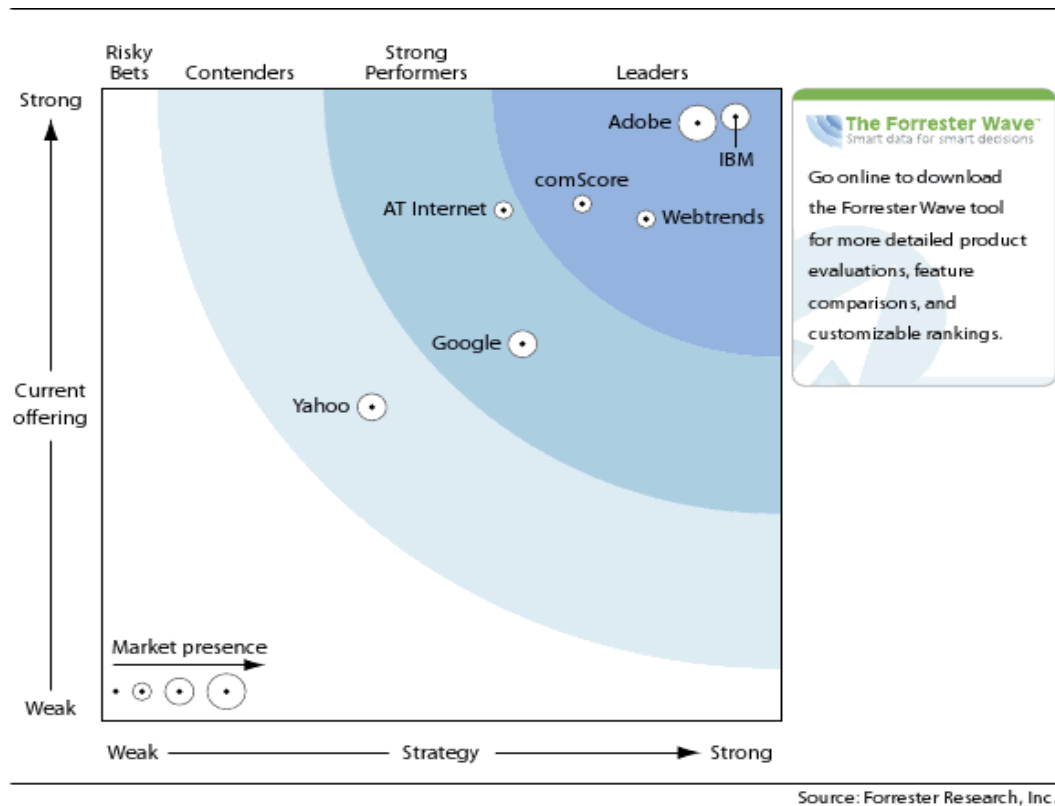 Risky
Bets
Contenders
Strong
Performers
Leaders
Strong
Adobe
IBM
comScore
AT Internet
Webtrends
Google
Yahoo
Current
offering
Market presence
Weak
Weak
Strategy
Strong
The Forrester Wave™
Smart data for smart decisions
Go online to download
the Forrester Wave tool
for more detailed product
evaluations, feature
comparisons, and
customizable rankings.
Source: Forrester Research, Inc.